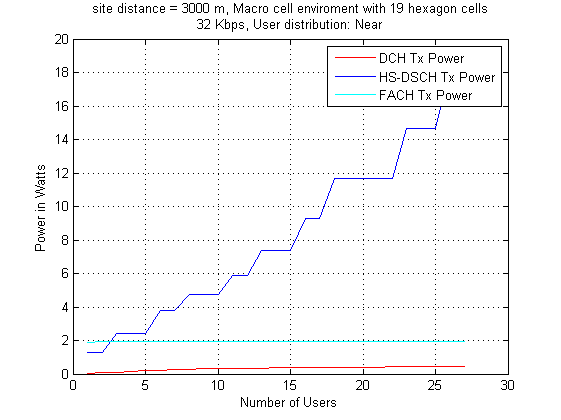 site distance = 3000 m, Macro cell enviroment with 19 hexagon cells
32 Kbps, User distribution: Near
20
18
16
14
12
10
8
6
4
2
0
Power in Watts
DCH Tx Power
HS-DSCH Tx Power
FACH Tx Power
0 5 10 15 20 25 30
Number of Users